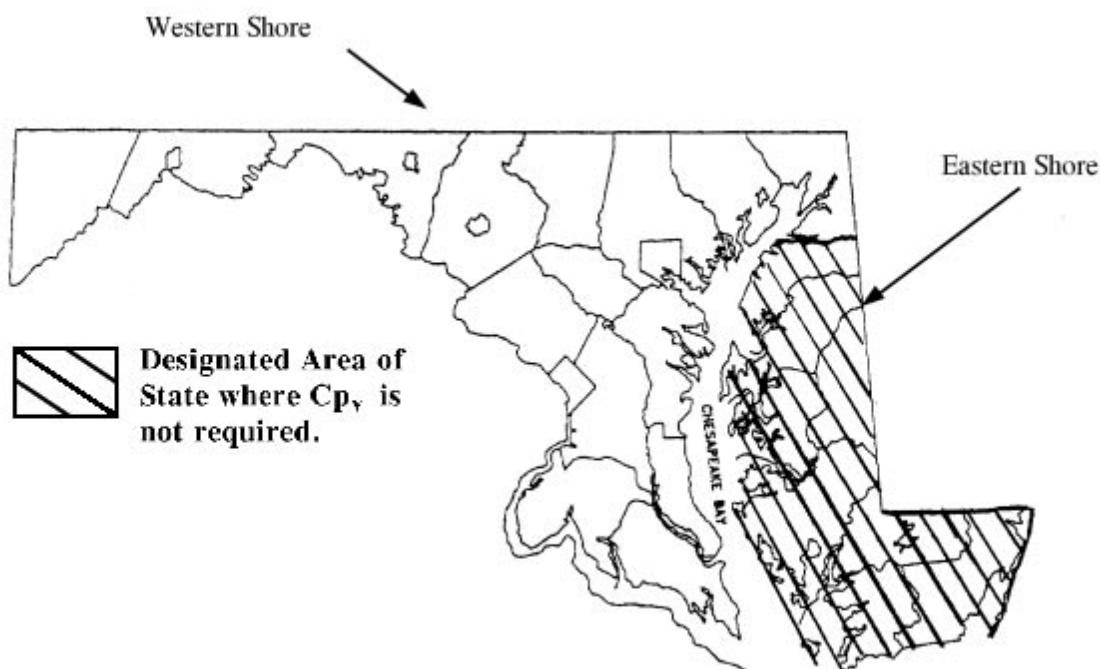 Western Shore
Eastern Shore
Designated Area of
State where Cpv is
not required.
CHESAPEAKE BAY